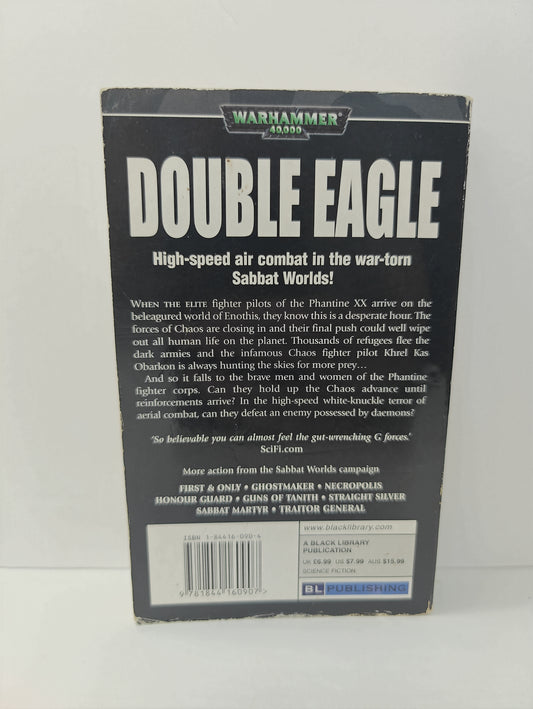 WARHAMMER
40,000
DOUBLE EAGLE
High-speed air combat in the war-torn
Sabbat Worlds!
WHEN THE ELITE fighter pilots of the Phantine XX arrive on the
beleagured world of Enothis, they know this is a desperate hour. The
forces of Chaos are closing in and their final push could well wipe
out all human life on the planet. Thousands of refugees flee the
dark armies and the infamous Chaos fighter pilot Khrel Kas
Obarkon is always hunting the skies for more prey...
And so it falls to the brave men and women of the Phantine
fighter corps. Can they hold up the Chaos advance until
reinforcements arrive? In the high-speed white-knuckle terror of
aerial combat, can they defeat an enemy possessed by daemons?
'So believable you can almost feel the gut-wrenching G forces.'
SciFi.com
More action from the Sabbat Worlds campaign
FIRST & ONLY • GHOSTMAKER • NECROPOLIS
HONOUR GUARD • GUNS OF TANITH • STRAIGHT SILVER
SABBAT MARTYR • TRAITOR GENERAL
ISBN 1-84416-090-4
9 781844 160907 >
www.blacklibrary.com
A BLACK LIBRARY
PUBLICATION
UK £6.99 US $7.99 AUS $15.99
SCIENCE FICTION
BL PUBLISHING